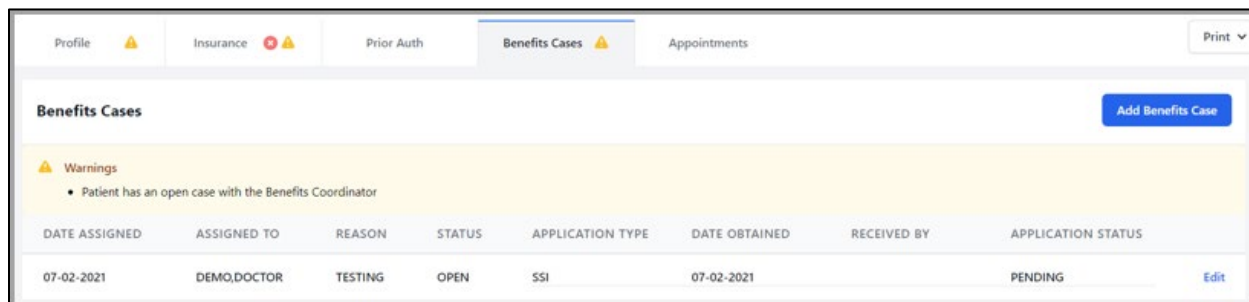 Profile Insurance Prior Auth Benefits Cases Appointments Print
Benefits Cases Add Benefits Case
Warnings
• Patient has an open case with the Benefits Coordinator
DATE ASSIGNED ASSIGNED TO REASON STATUS APPLICATION TYPE DATE OBTAINED RECEIVED BY APPLICATION STATUS
07-02-2021 DEMO,DOCTOR TESTING OPEN SSI 07-02-2021 PENDING Edit